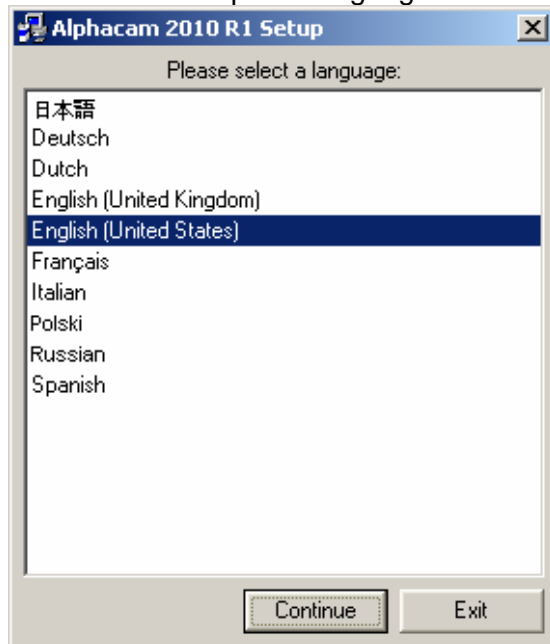 Alphacam 2010 R1 Setup
Please select a language:
日本語
Deutsch
Dutch
English (United Kingdom)
English (United States)
Français
Italian
Polski
Russian
Spanish
Continue Exit